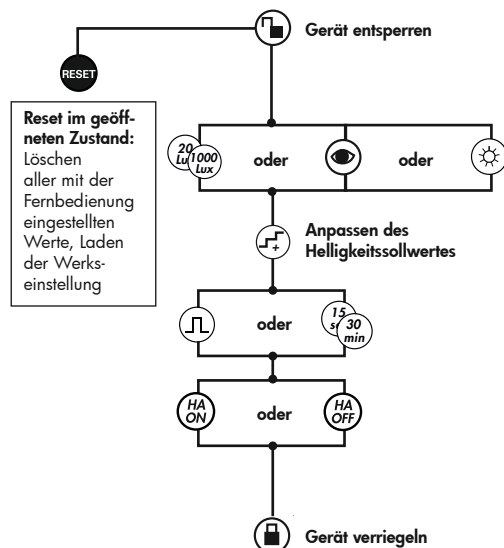 Gerät entsperren
RESET
Reset im geöff-
neten Zustand:
Löschen
aller mit der
Fernbedienung
eingestellten
Werte, Laden
der Werks-
einstellung
20
Lu
1000
Lux
oder
oder
Anpassen des
Helligkeitssollwertes
oder
15
s
30
min
HA
ON
oder
HA
OFF
Gerät verriegeln